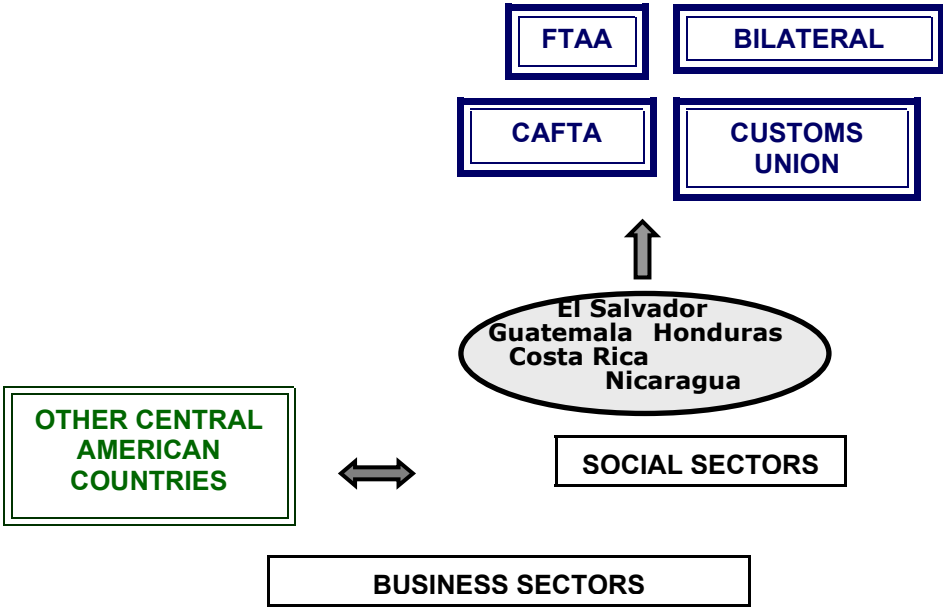 FTAA
BILATERAL
CAFTA
CUSTOMS
UNION
El Salvador
Guatemala Honduras
Costa Rica
Nicaragua
OTHER CENTRAL
AMERICAN
COUNTRIES
SOCIAL SECTORS
BUSINESS SECTORS